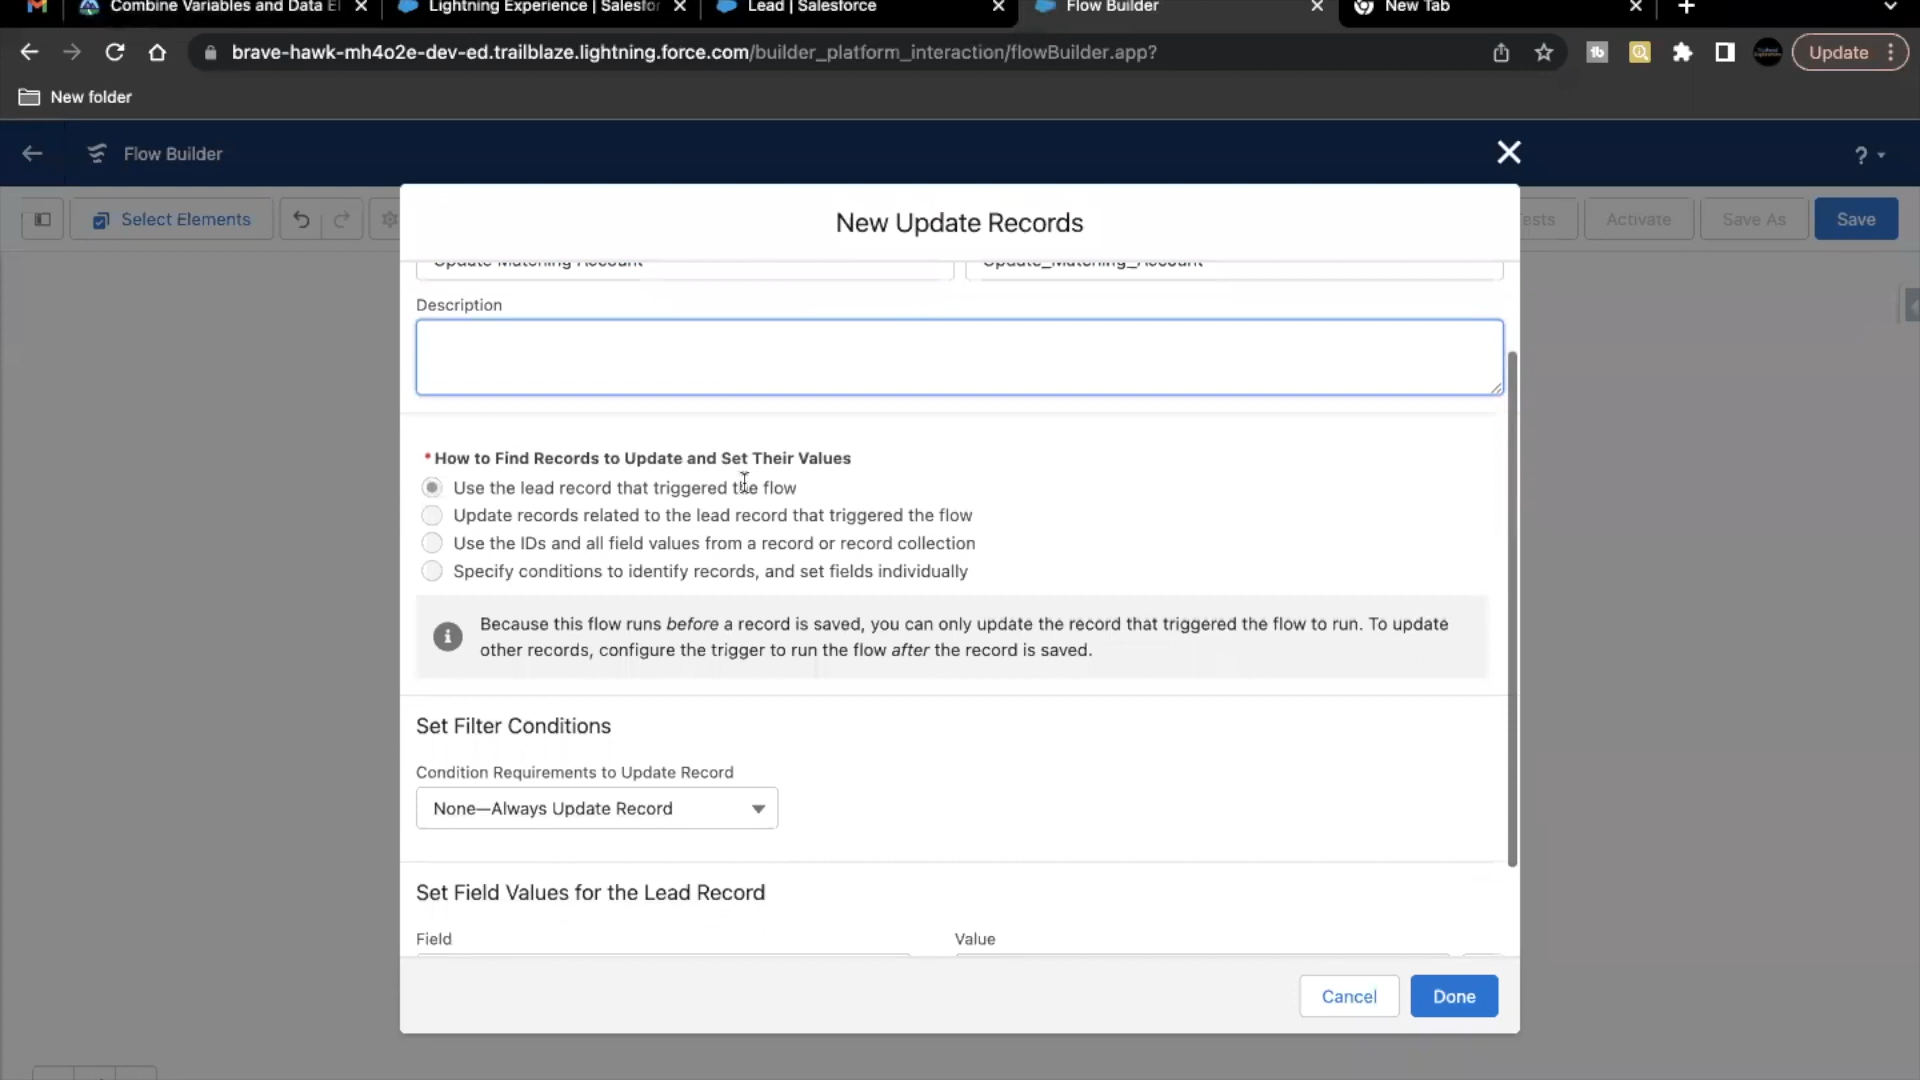 Combine Variables and Data El
Lightning Experience | Salesfor
Lead | Salesforce
Flow Builder
New Tab
brave-hawk-mh4o2e-dev-ed.trailblaze.lightning.force.com/builder_platform_interaction/flowBuilder.app?
Update
New folder
Flow Builder
?
Select Elements
ests
Activate
Save As
Save
New Update Records
Update Matching Account
Update_Matching_Account
Description
*How to Find Records to Update and Set Their Values
Use the lead record that triggered the flow
Update records related to the lead record that triggered the flow
Use the IDs and all field values from a record or record collection
Specify conditions to identify records, and set fields individually
Because this flow runs before a record is saved, you can only update the record that triggered the flow to run. To update
other records, configure the trigger to run the flow after the record is saved.
Set Filter Conditions
Condition Requirements to Update Record
None—Always Update Record
Set Field Values for the Lead Record
Field
Value
Cancel
Done